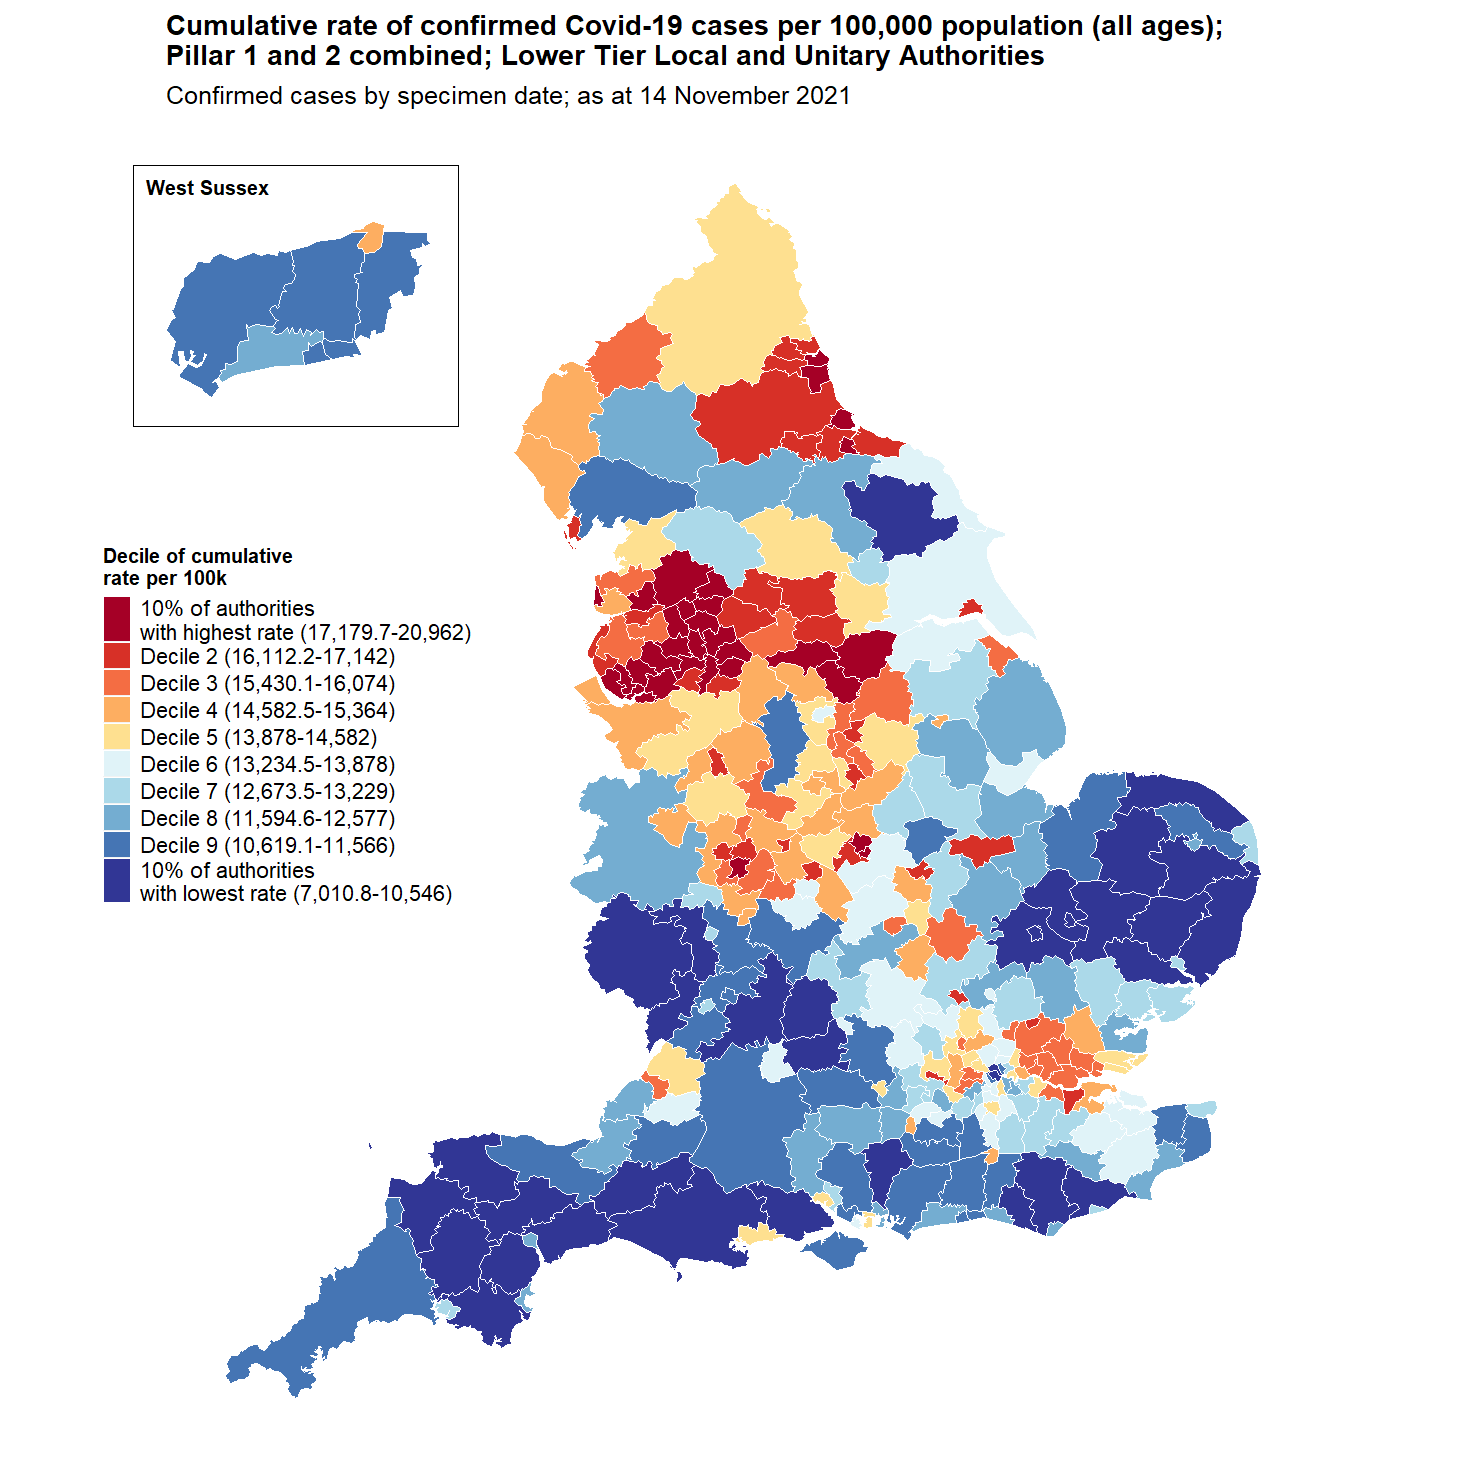 Cumulative rate of confirmed Covid-19 cases per 100,000 population (all ages);
Pillar 1 and 2 combined; Lower Tier Local and Unitary Authorities
Confirmed cases by specimen date; as at 14 November 2021
West Sussex
Decile of cumulative
rate per 100k
10% of authorities
with highest rate (17,179.7-20,962)
Decile 2 (16,112.2-17,142)
Decile 3 (15,430.1-16,074)
Decile 4 (14,582.5-15,364)
Decile 5 (13,878-14,582)
Decile 6 (13,234.5-13,878)
Decile 7 (12,673.5-13,229)
Decile 8 (11,594.6-12,577)
Decile 9 (10,619.1-11,566)
10% of authorities
with lowest rate (7,010.8-10,546)